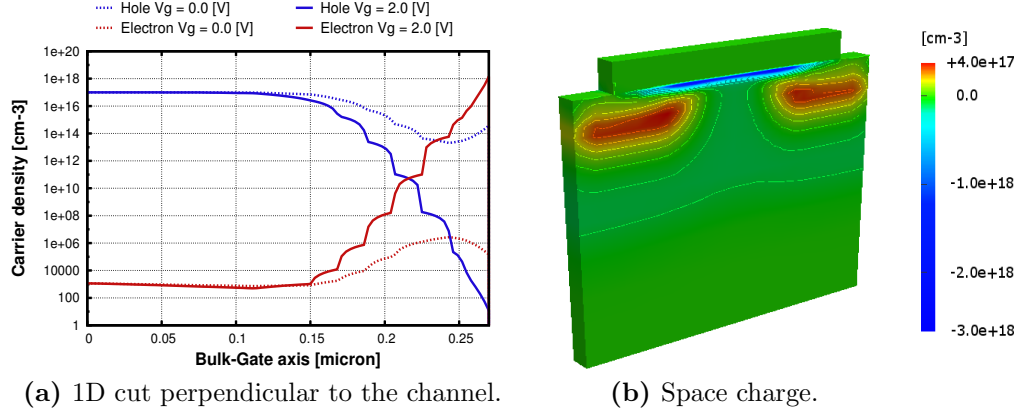 Hole Vg = 0.0 [V] Hole Vg = 2.0 [V]
Electron Vg = 0.0 [V] Electron Vg = 2.0 [V]
Carrier density [cm-3]
1e+20
1e+18
1e+16
1e+14
1e+12
1e+10
1e+08
1e+06
10000
100
1
0 0.05 0.1 0.15 0.2 0.25
Bulk-Gate axis [micron]
(a) 1D cut perpendicular to the channel.
[cm-3]
+4.0e+17
0.0
-1.0e+18
-2.0e+18
-3.0e+18
(b) Space charge.